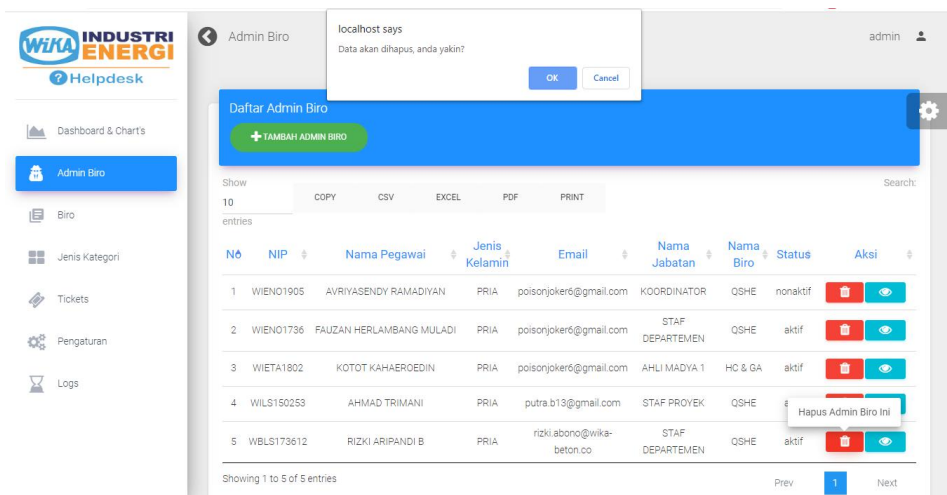 WiKA INDUSTRI ENERGI
? Helpdesk
Dashboard & Chart's
Admin Biro
Biro
Jenis Kategori
Tickets
Pengaturan
Logs
Admin Biro
admin
localhost says
Data akan dihapus, anda yakin?
OK Cancel
Daftar Admin Biro
+ TAMBAH ADMIN BIRO
Show
10
entries
COPY CSV EXCEL PDF PRINT
Search:
NO NIP Nama Pegawai Jenis Kelamin Email Nama Jabatan Nama Biro Status Aksi
1 WIENO1905 AVRIYASENDY RAMADIYAN PRIA poisonjoker6@gmail.com KOORDINATOR QSHE nonaktif
2 WIENO1736 FAUZAN HERLAMBANG MULADI PRIA poisonjoker6@gmail.com STAF DEPARTEMEN QSHE aktif
3 WIETA1802 KOTOT KAHAEROEDIN PRIA poisonjoker6@gmail.com AHLI MADYA 1 HC & GA aktif
4 WILS150253 AHMAD TRIMANI PRIA putra.b13@gmail.com STAF PROYEK QSHE
Hapus Admin Biro Ini
5 WBLS173612 RIZKI ARIPANDI B PRIA rizki.abono@wika-beton.co STAF DEPARTEMEN QSHE aktif
Showing 1 to 5 of 5 entries
Prev 1 Next